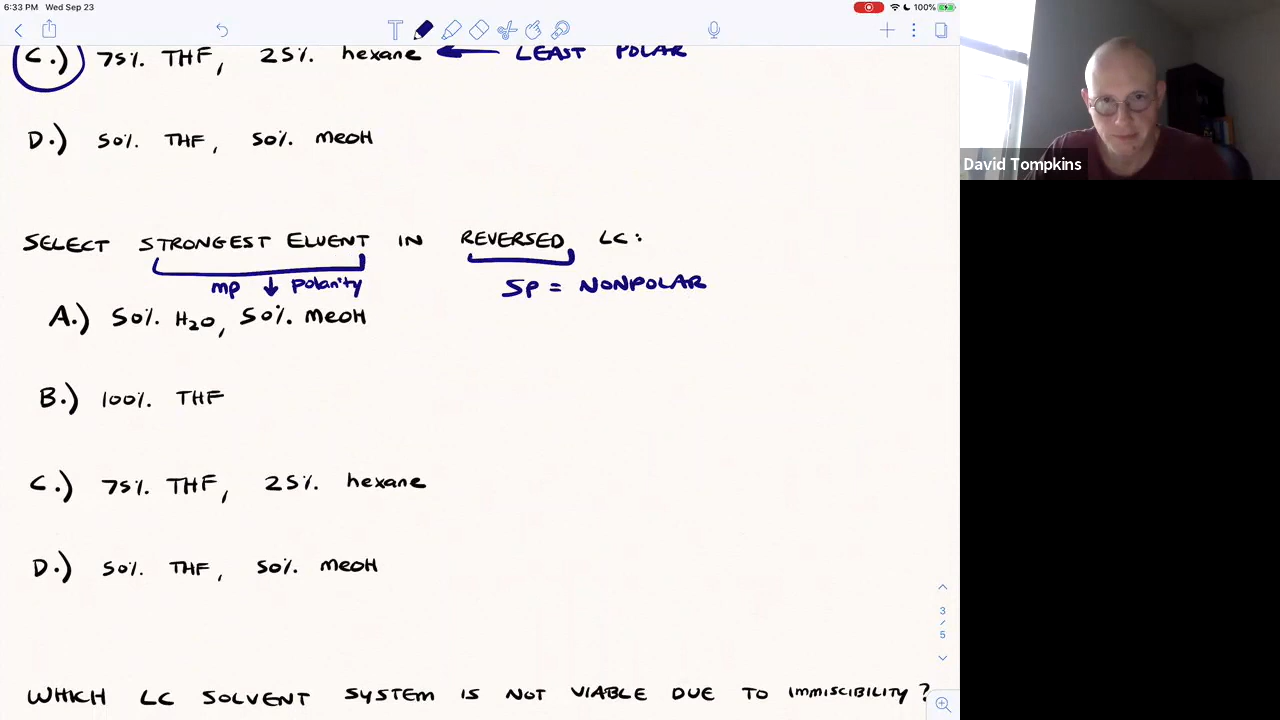 6:33 PM Wed Sep 23
100%
C.) 75% THF, 25% hexane ← LEAST POLAR
David Tompkins
D.) 50% THF, 50% MeOH
SELECT STRONGEST ELUENT IN REVERSED LC:
mp ↓ polarity SP = NONPOLAR
A.) 50% H₂O, 50% MeOH
B.) 100% THF
C.) 75% THF, 25% hexane
D.) 50% THF, 50% MeOH
3
/
5
WHICH LC SOLVENT SYSTEM IS NOT VIABLE DUE TO IMMISCIBILITY?